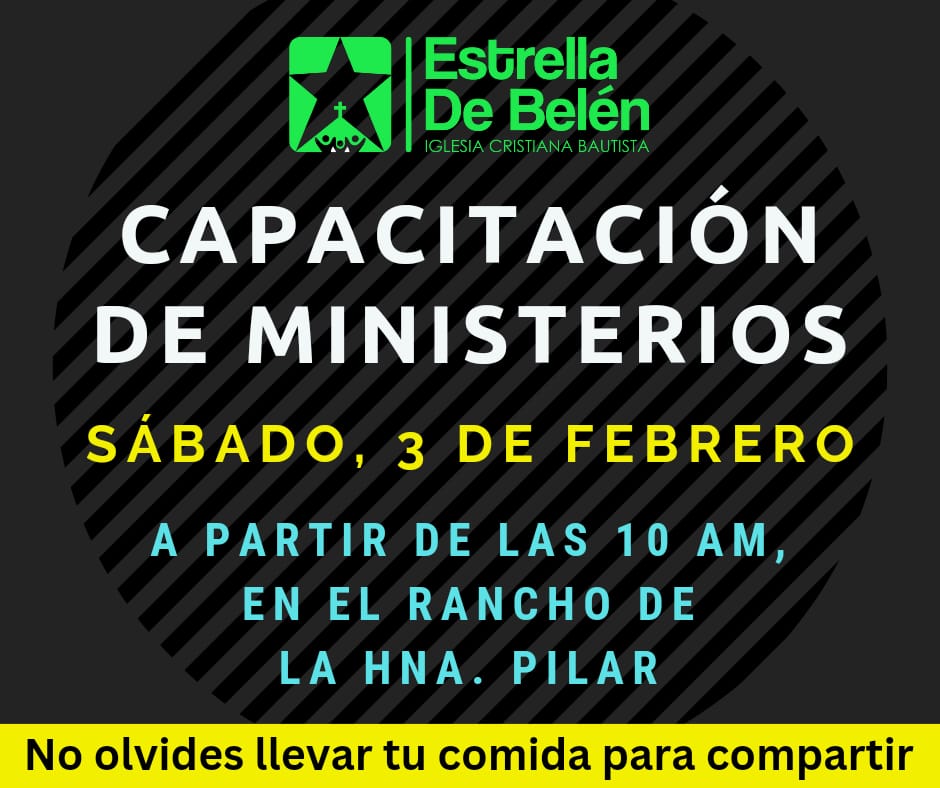 Estrella
De Belén
IGLESIA CRISTIANA BAUTISTA
CAPACITACIÓN
DE MINISTERIOS
SÁBADO, 3 DE FEBRERO
A PARTIR DE LAS 10 AM,
EN EL RANCHO DE
LA HNA. PILAR
No olvides llevar tu comida para compartir